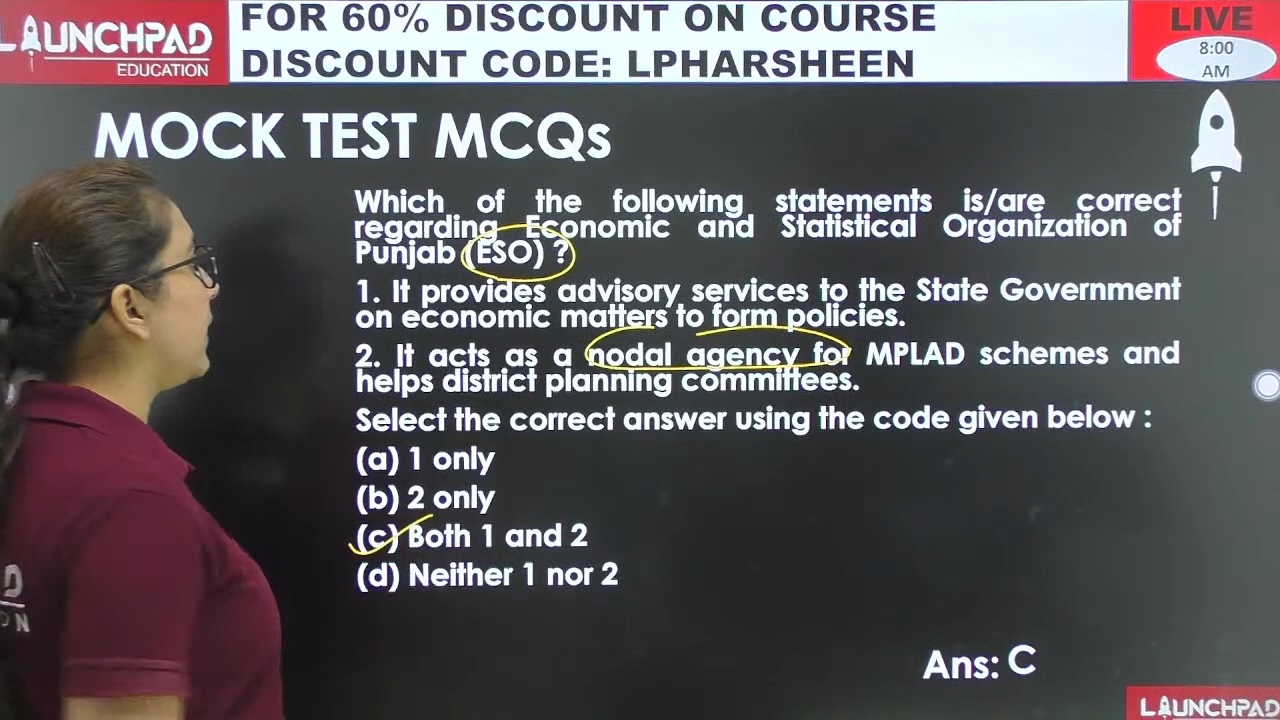 LAUNCHPAD
EDUCATION
FOR 60% DISCOUNT ON COURSE
DISCOUNT CODE: LPHARSHEEN
LIVE
8:00
AM
MOCK TEST MCQs
Which of the following statements is/are correct
regarding Economic and Statistical Organization of
Punjab (ESO) ?
1. It provides advisory services to the State Government
on economic matters to form policies.
2. It acts as a nodal agency for MPLAD schemes and
helps district planning committees.
Select the correct answer using the code given below :
(a) 1 only
(b) 2 only
(c) Both 1 and 2
(d) Neither 1 nor 2
Ans: C
LAUNCHPAD